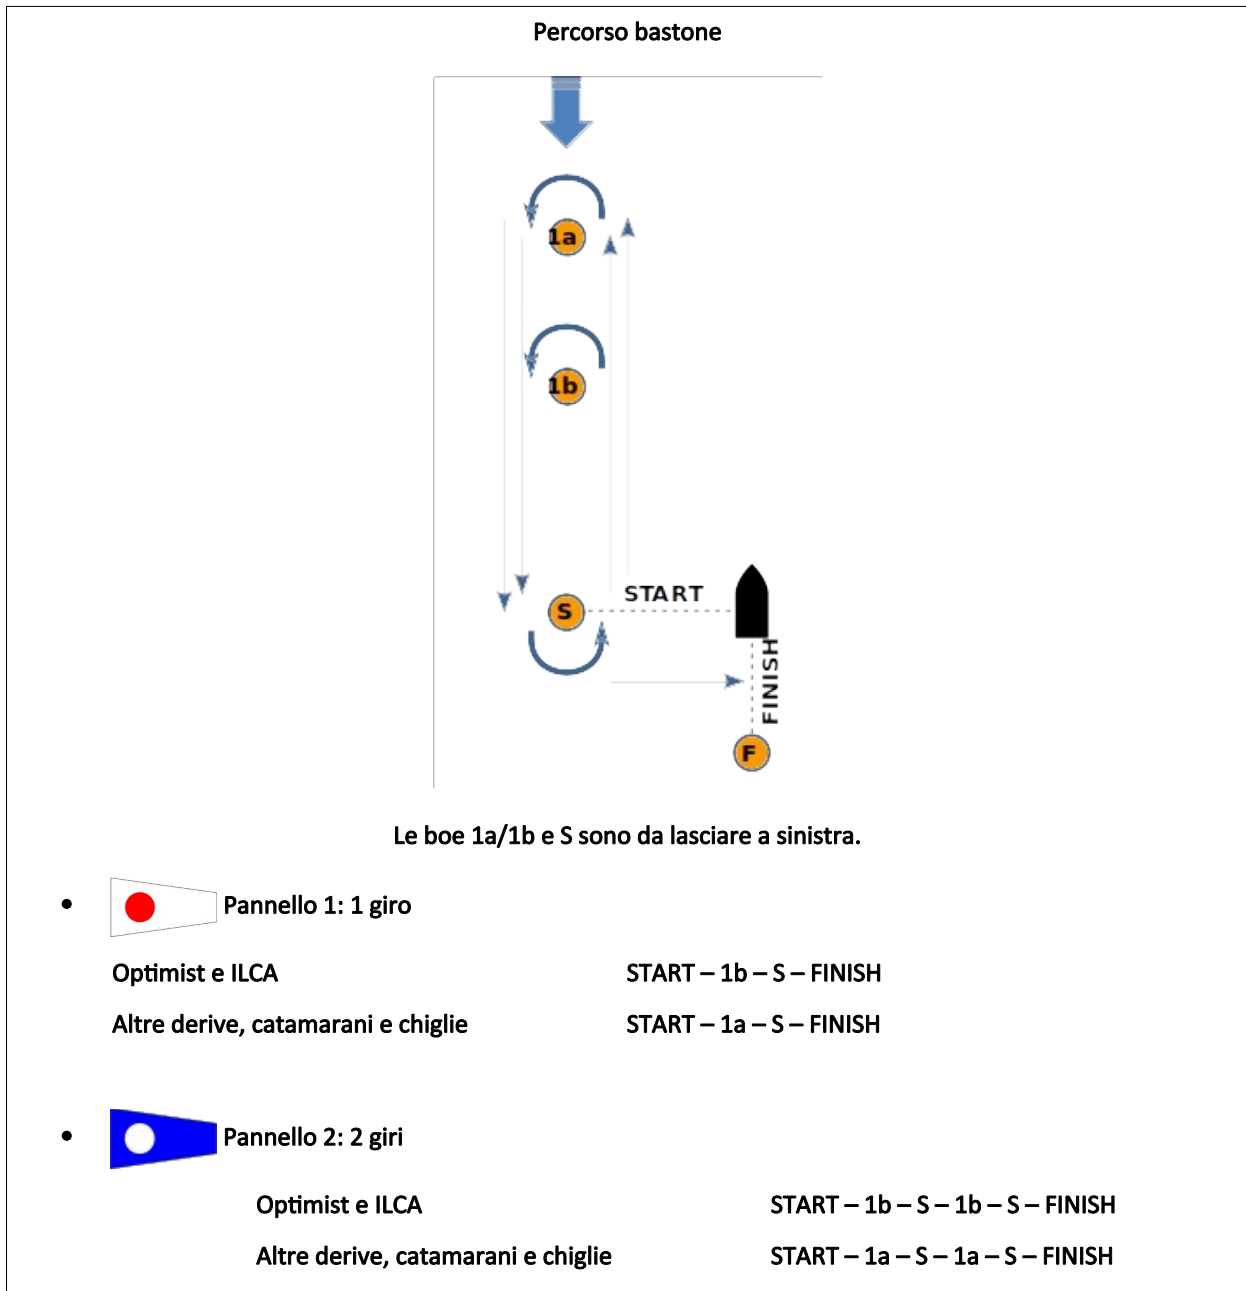 Percorso bastone
1a
1b
S
START
FINISH
F
Le boe 1a/1b e S sono da lasciare a sinistra.
• Pannello 1: 1 giro
Optimist e ILCA START – 1b – S – FINISH
Altre derive, catamarani e chiglie START – 1a – S – FINISH
• Pannello 2: 2 giri
Optimist e ILCA START – 1b – S – 1b – S – FINISH
Altre derive, catamarani e chiglie START – 1a – S – 1a – S – FINISH